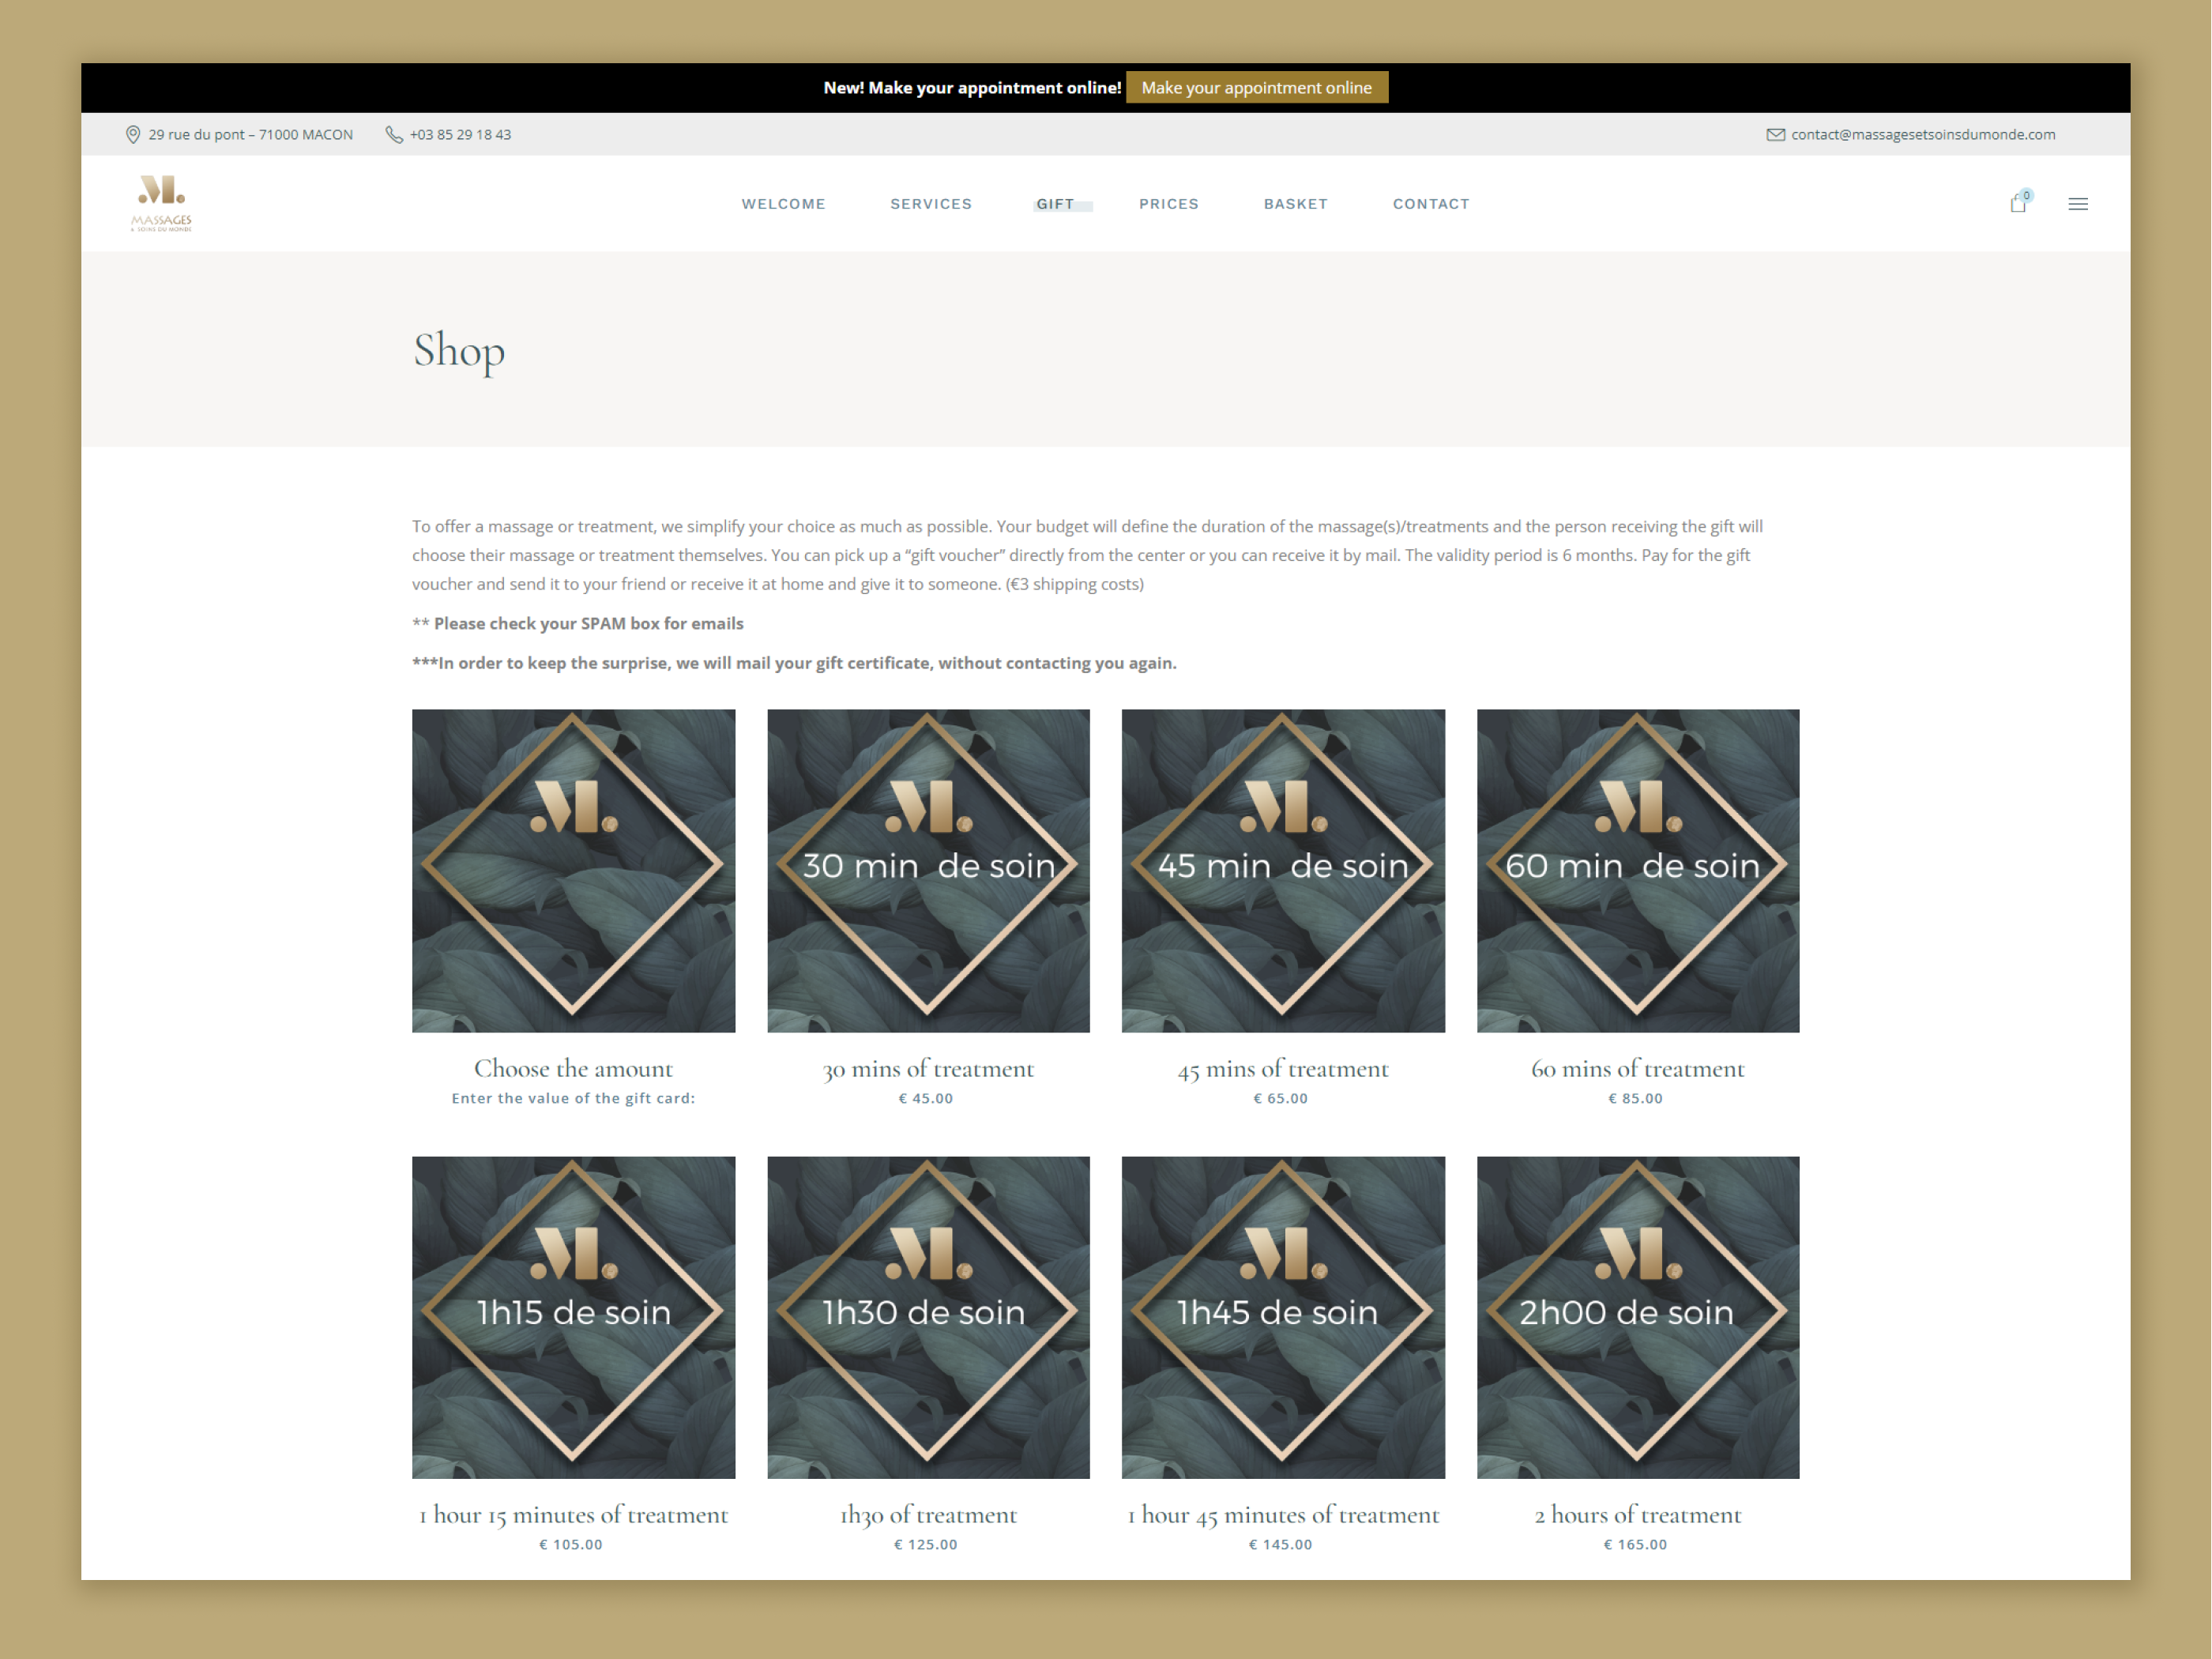 New! Make your appointment online! Make your appointment online
29 rue du pont – 71000 MACON +03 85 29 18 43 contact@massagesetsoinsdumonde.com
MASSAGES
& SOINS DU MONDE
WELCOME SERVICES GIFT PRICES BASKET CONTACT 0
Shop
To offer a massage or treatment, we simplify your choice as much as possible. Your budget will define the duration of the massage(s)/treatments and the person receiving the gift will
choose their massage or treatment themselves. You can pick up a “gift voucher” directly from the center or you can receive it by mail. The validity period is 6 months. Pay for the gift
voucher and send it to your friend or receive it at home and give it to someone. (€3 shipping costs)
** Please check your SPAM box for emails
***In order to keep the surprise, we will mail your gift certificate, without contacting you again.
M.
M.
M.
M.
30 min de soin
45 min de soin
60 min de soin
Choose the amount
Enter the value of the gift card:
30 mins of treatment
€ 45.00
45 mins of treatment
€ 65.00
60 mins of treatment
€ 85.00
M.
M.
M.
M.
1h15 de soin
1h30 de soin
1h45 de soin
2h00 de soin
1 hour 15 minutes of treatment
€ 105.00
1h30 of treatment
€ 125.00
1 hour 45 minutes of treatment
€ 145.00
2 hours of treatment
€ 165.00